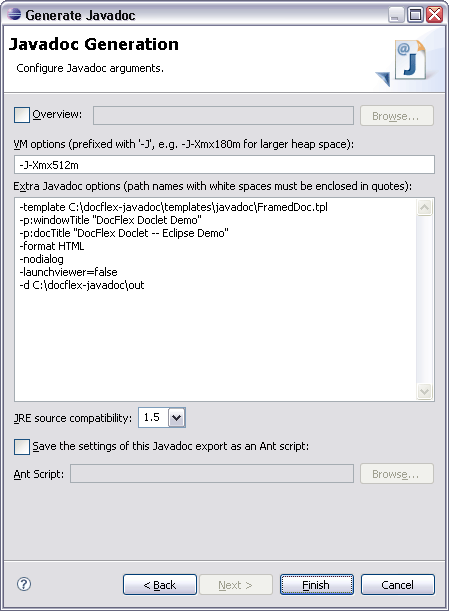 Generate Javadoc
Javadoc Generation
Configure Javadoc arguments.
@
J
Overview:
Browse...
VM options (prefixed with '-J', e.g. -J-Xmx180m for larger heap space):
-J-Xmx512m
Extra Javadoc options (path names with white spaces must be enclosed in quotes):
-template C:\docflex-javadoc\templates\javadoc\FramedDoc.tpl
-p:windowTitle "DocFlex Doclet Demo"
-p:docTitle "DocFlex Doclet -- Eclipse Demo"
-format HTML
-nodialog
-launchviewer=false
-d C:\docflex-javadoc\out
JRE source compatibility: 1.5
Save the settings of this Javadoc export as an Ant script:
Ant Script: Browse...
? < Back Next > Finish Cancel